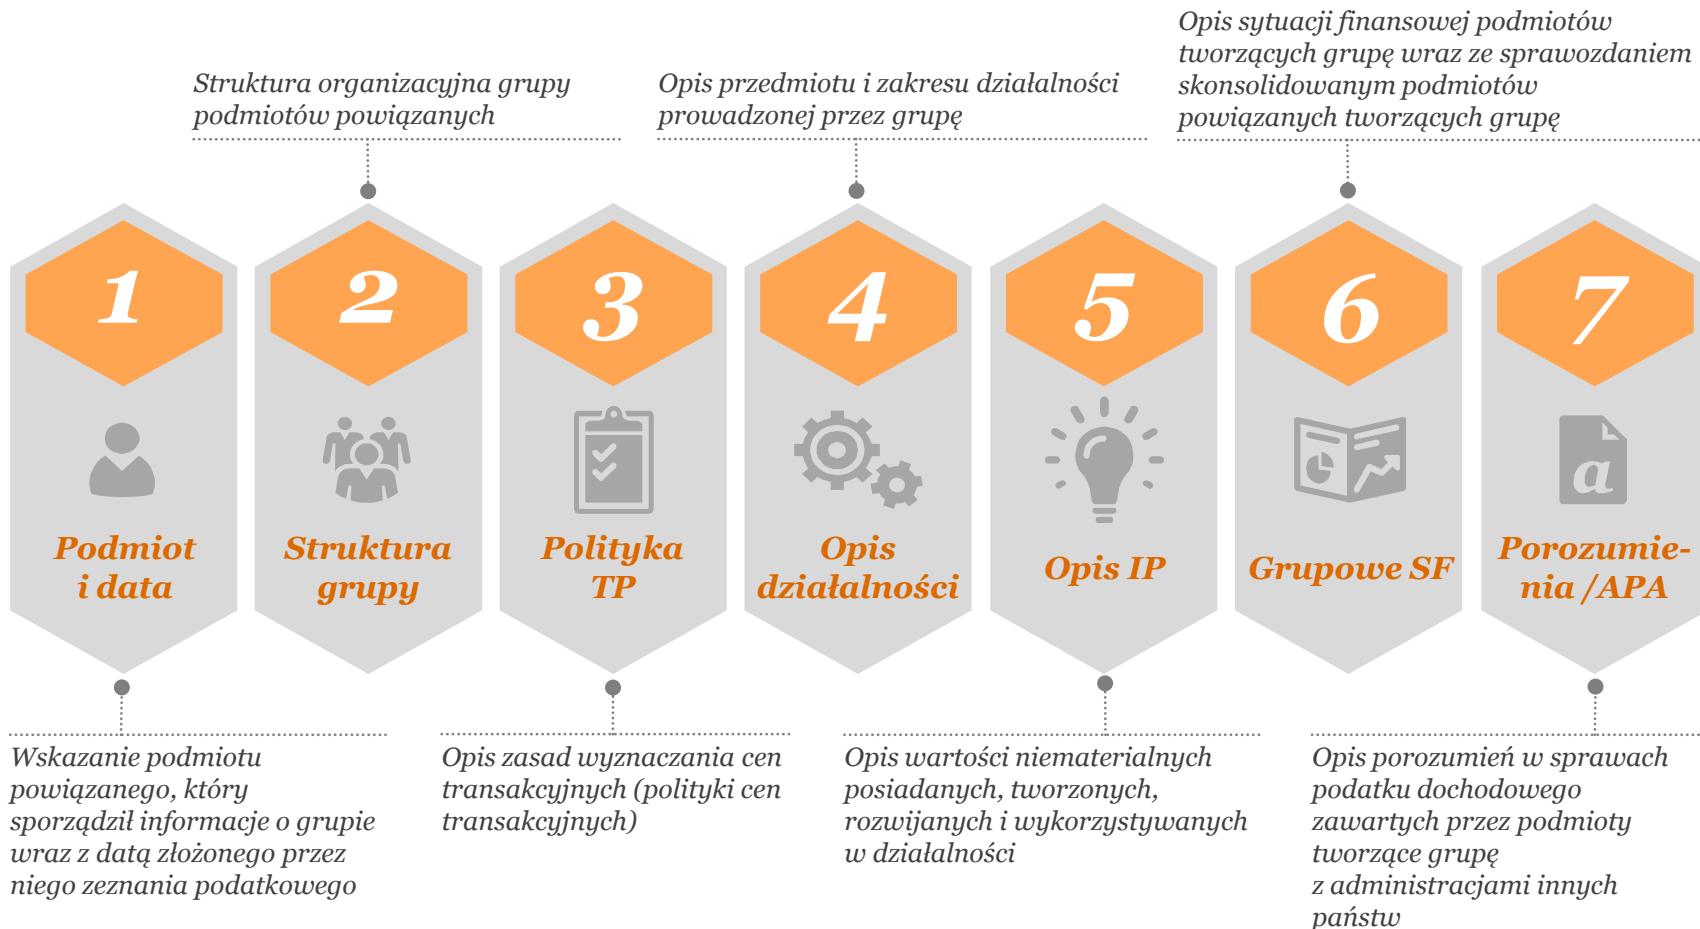 Struktura organizacyjna grupy
podmiotów powiązanych
Opis przedmiotu i zakresu działalności
prowadzonej przez grupę
Opis sytuacji finansowej podmiotów
tworzących grupę wraz ze sprawozdaniem
skonsolidowanym podmiotów
powiązanych tworzących grupę
1
Podmiot
i data
2
Struktura
grupy
3
Polityka
TP
4
Opis
działalności
5
Opis IP
6
Grupowe SF
7
a
Porozumie-
nia /APA
Wskazanie podmiotu
powiązanego, który
sporządził informacje o grupie
wraz z datą złożonego przez
niego zeznania podatkowego
Opis zasad wyznaczania cen
transakcyjnych (polityki cen
transakcyjnych)
Opis wartości niematerialnych
posiadanych, tworzonych,
rozwijanych i wykorzystywanych
w działalności
Opis porozumień w sprawach
podatku dochodowego
zawartych przez podmioty
tworzące grupę
z administracjami innych
państw